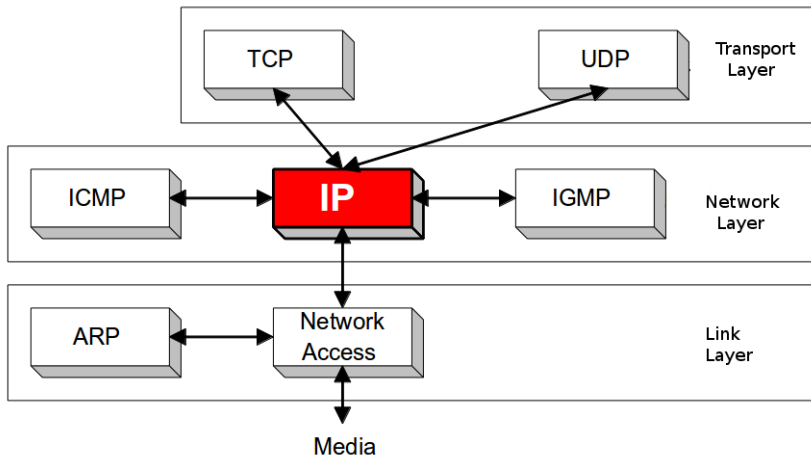 TCP
UDP
Transport
Layer
ICMP
IP
IGMP
Network
Layer
ARP
Network
Access
Link
Layer
Media